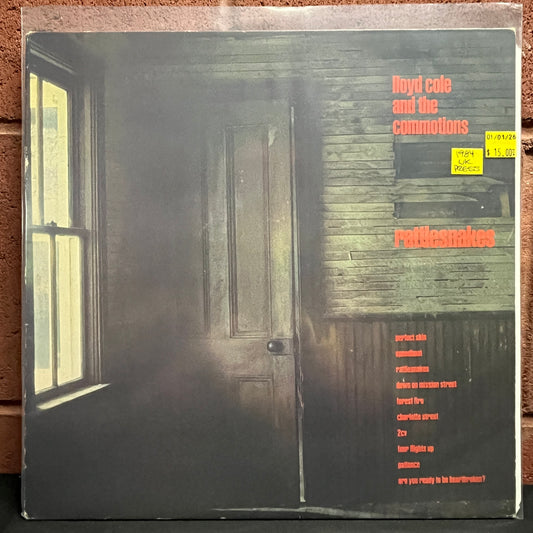 lloyd cole
and the
commotions
01/01/26
$ 15.00
1984
UK
PRESS
rattlesnakes
perfect skin
speedboat
rattlesnakes
down on mission street
forest fire
charlotte street
2cv
four flights up
patience
are you ready to be heartbroken?